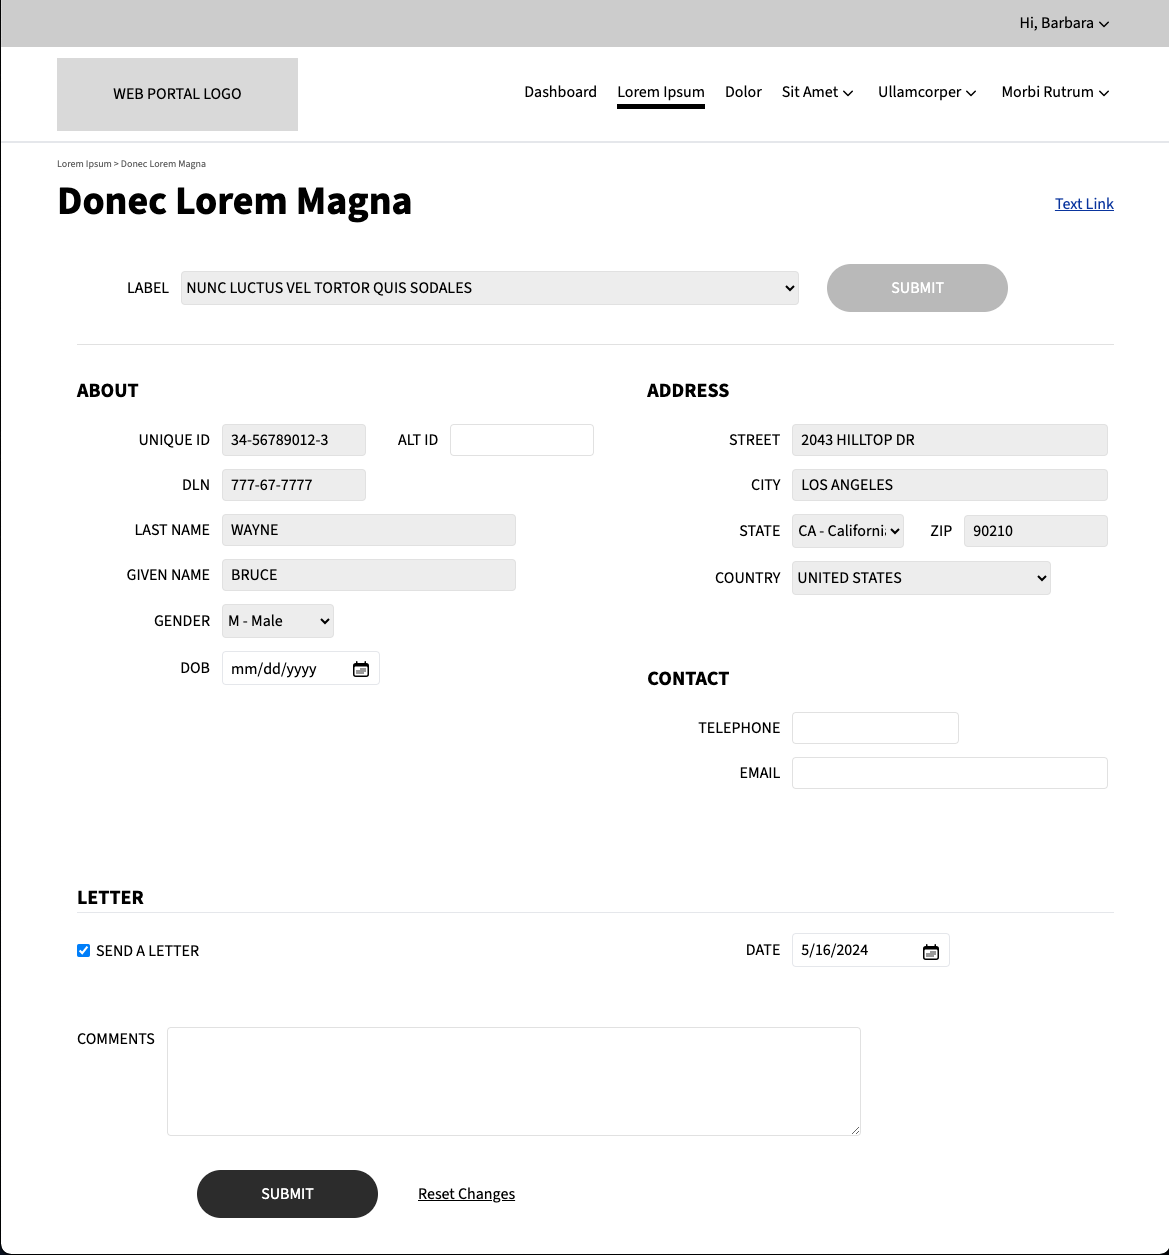 Hi, Barbara
WEB PORTAL LOGO
Dashboard Lorem Ipsum Dolor Sit Amet Ullamcorper Morbi Rutrum
Lorem Ipsum > Donec Lorem Magna
Donec Lorem Magna
Text Link
LABEL NUNC LUCTUS VEL TORTOR QUIS SODALES SUBMIT
ABOUT
UNIQUE ID 34-56789012-3 ALT ID
DLN 777-67-7777
LAST NAME WAYNE
GIVEN NAME BRUCE
GENDER M - Male
DOB mm/dd/yyyy
ADDRESS
STREET 2043 HILLTOP DR
CITY LOS ANGELES
STATE CA - Californi ZIP 90210
COUNTRY UNITED STATES
CONTACT
TELEPHONE
EMAIL
LETTER
SEND A LETTER DATE 5/16/2024
COMMENTS
SUBMIT Reset Changes